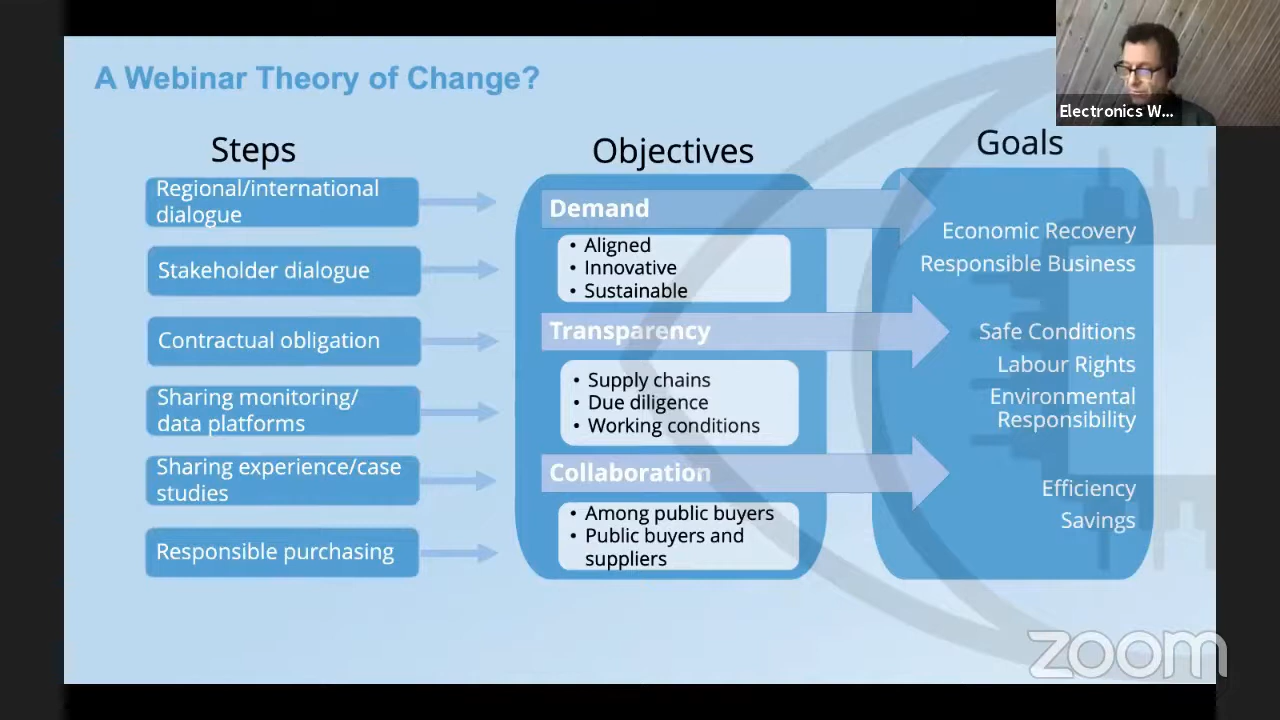 A Webinar Theory of Change?
Electronics W...
Steps
Objectives
Goals
Regional/international
dialogue
Stakeholder dialogue
Contractual obligation
Sharing monitoring/
data platforms
Sharing experience/case
studies
Responsible purchasing
Demand
• Aligned
• Innovative
• Sustainable
Transparency
• Supply chains
• Due diligence
• Working conditions
Collaboration
• Among public buyers
• Public buyers and
suppliers
Economic Recovery
Responsible Business
Safe Conditions
Labour Rights
Environmental
Responsibility
Efficiency
Savings
zoom